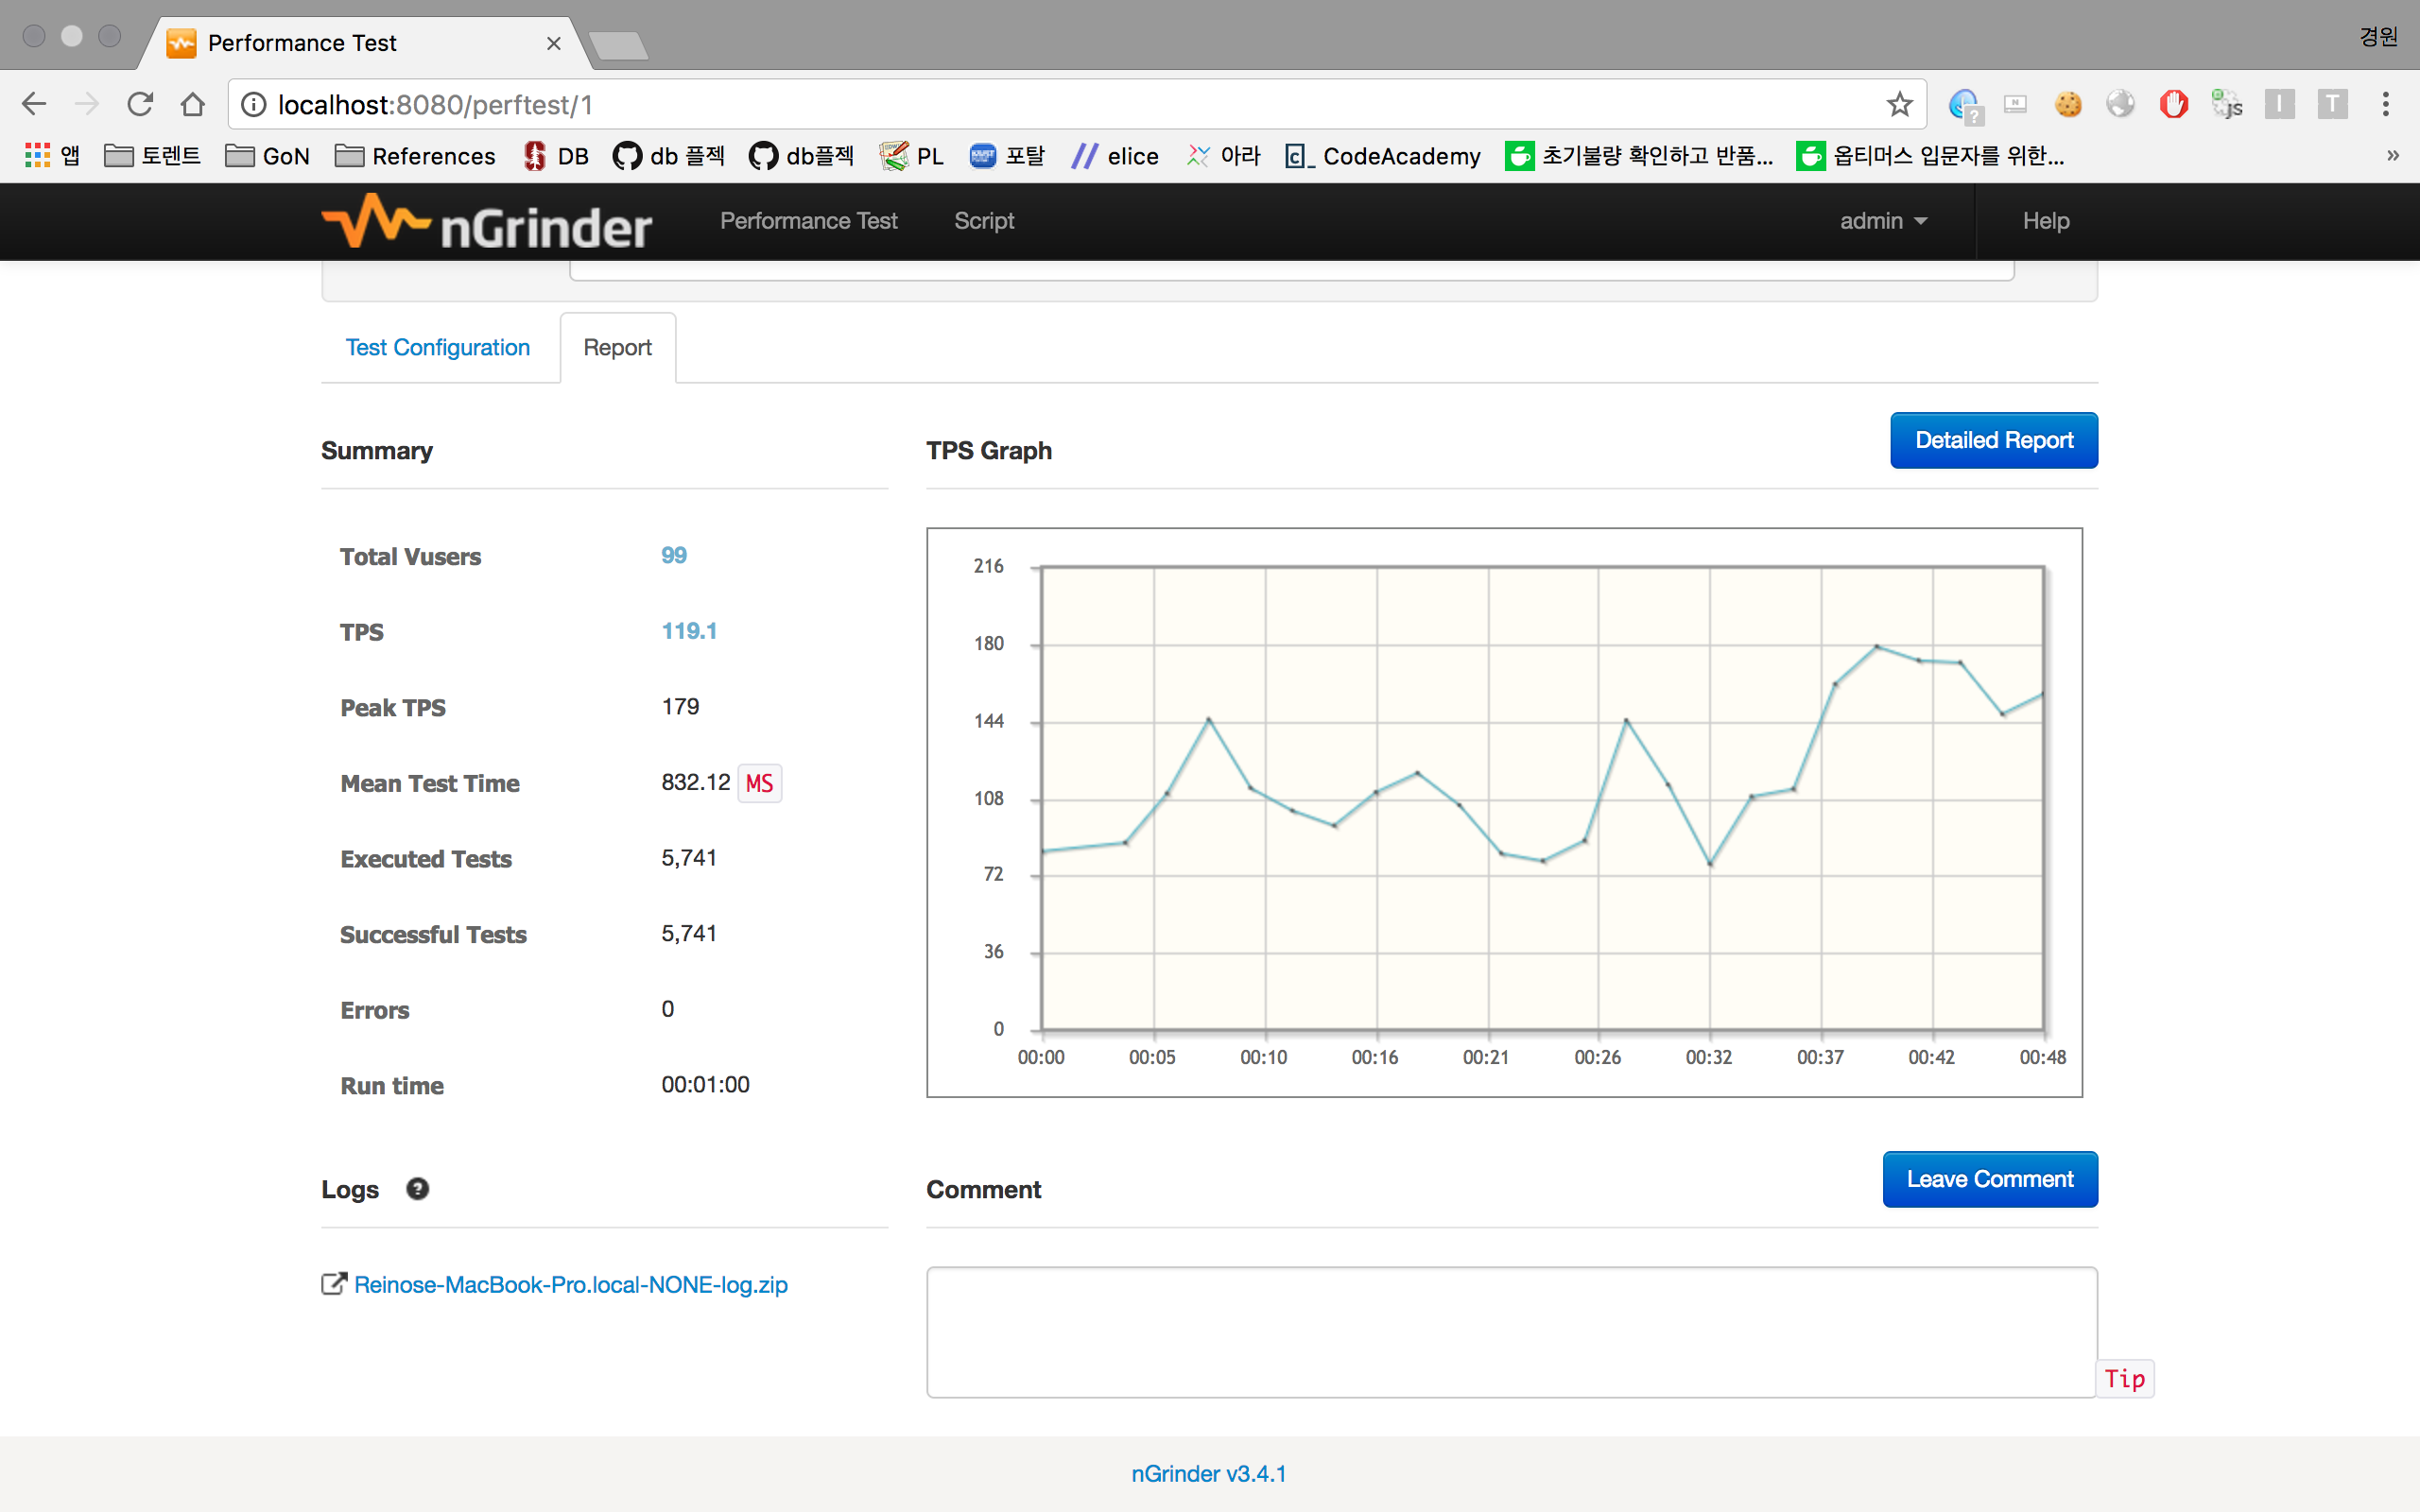 Performance Test
경원
localhost:8080/perftest/1
앱 토렌트 GoN References DB db 플젝 db플젝 PL 포탈 elice 아라 CodeAcademy 초기불량 확인하고 반품... 옵티머스 입문자를 위한... »
nGrinder Performance Test Script admin Help
Test Configuration Report
Summary
Total Vusers 99
TPS 119.1
Peak TPS 179
Mean Test Time 832.12 MS
Executed Tests 5,741
Successful Tests 5,741
Errors 0
Run time 00:01:00
TPS Graph Detailed Report
216
180
144
108
72
36
0
00:00 00:05 00:10 00:16 00:21 00:26 00:32 00:37 00:42 00:48
Logs ?
Reinose-MacBook-Pro.local-NONE-log.zip
Comment Leave Comment
Tip
nGrinder v3.4.1